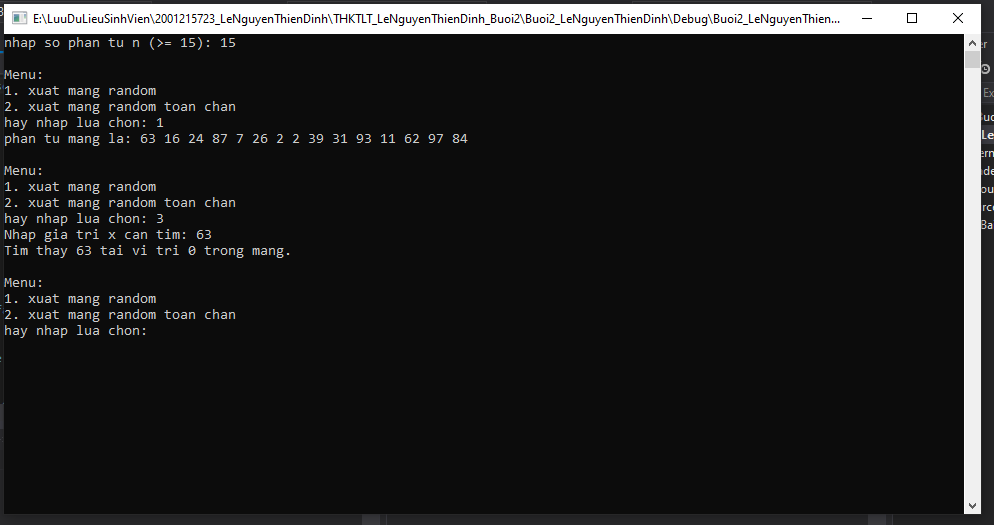 E:\LuuDuLieuSinhVien\2001215723_LeNguyenThienDinh\THKTLT_LeNguyenThienDinh_Buoi2\Buoi2_LeNguyenThienDinh\Debug\Buoi2_LeNguyenThien...
nhap so phan tu n (>= 15): 15
Menu:
1. xuat mang random
2. xuat mang random toan chan
hay nhap lua chon: 1
phan tu mang la: 63 16 24 87 7 26 2 2 39 31 93 11 62 97 84
Menu:
1. xuat mang random
2. xuat mang random toan chan
hay nhap lua chon: 3
Nhap gia tri x can tim: 63
Tim thay 63 tai vi tri 0 trong mang.
Menu:
1. xuat mang random
2. xuat mang random toan chan
hay nhap lua chon: